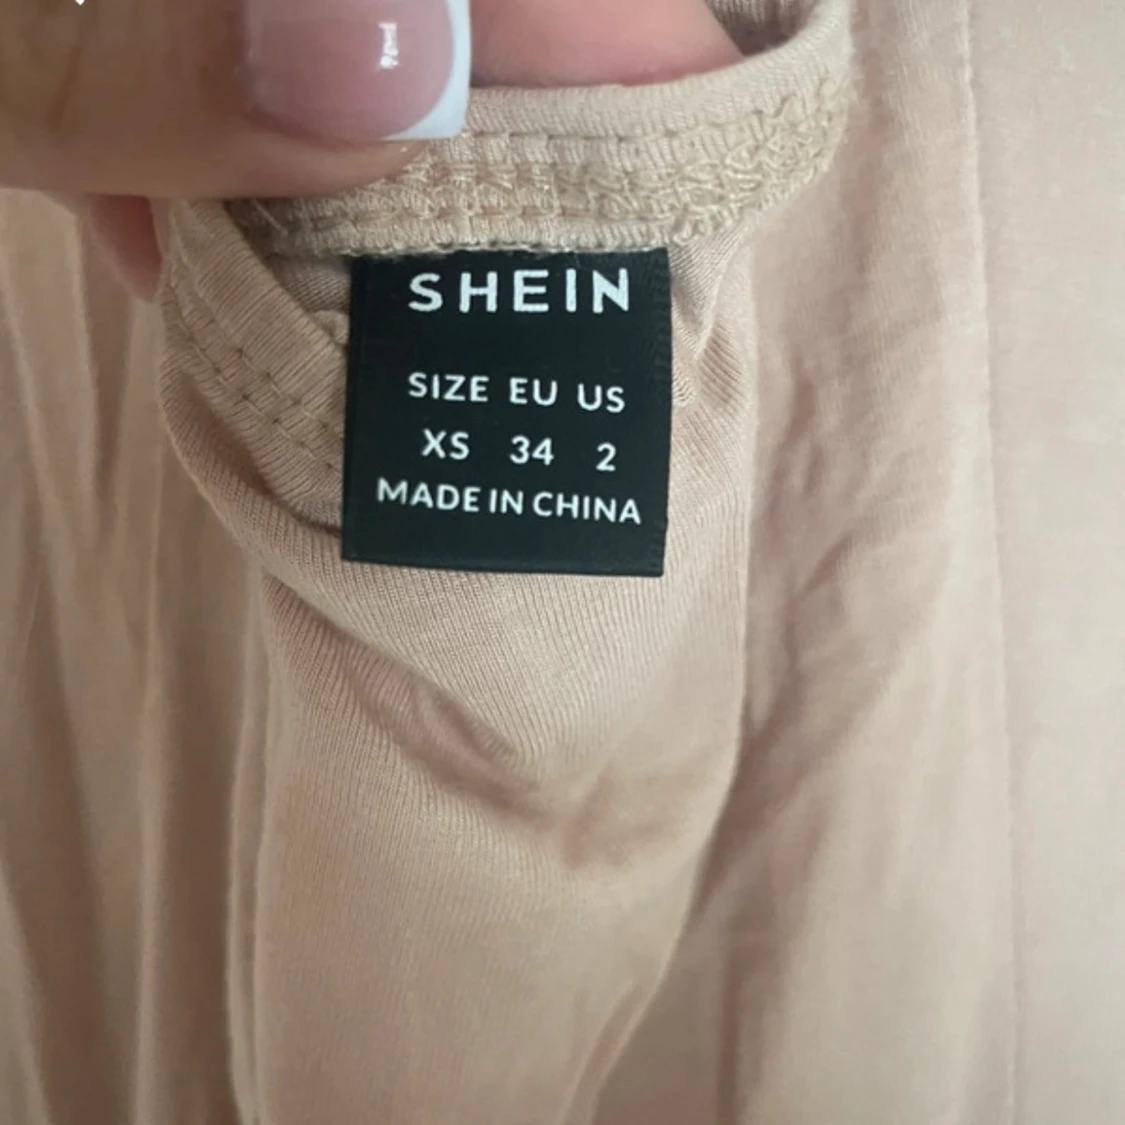 SHEIN
SIZE EU US
XS 34 2
MADE IN CHINA